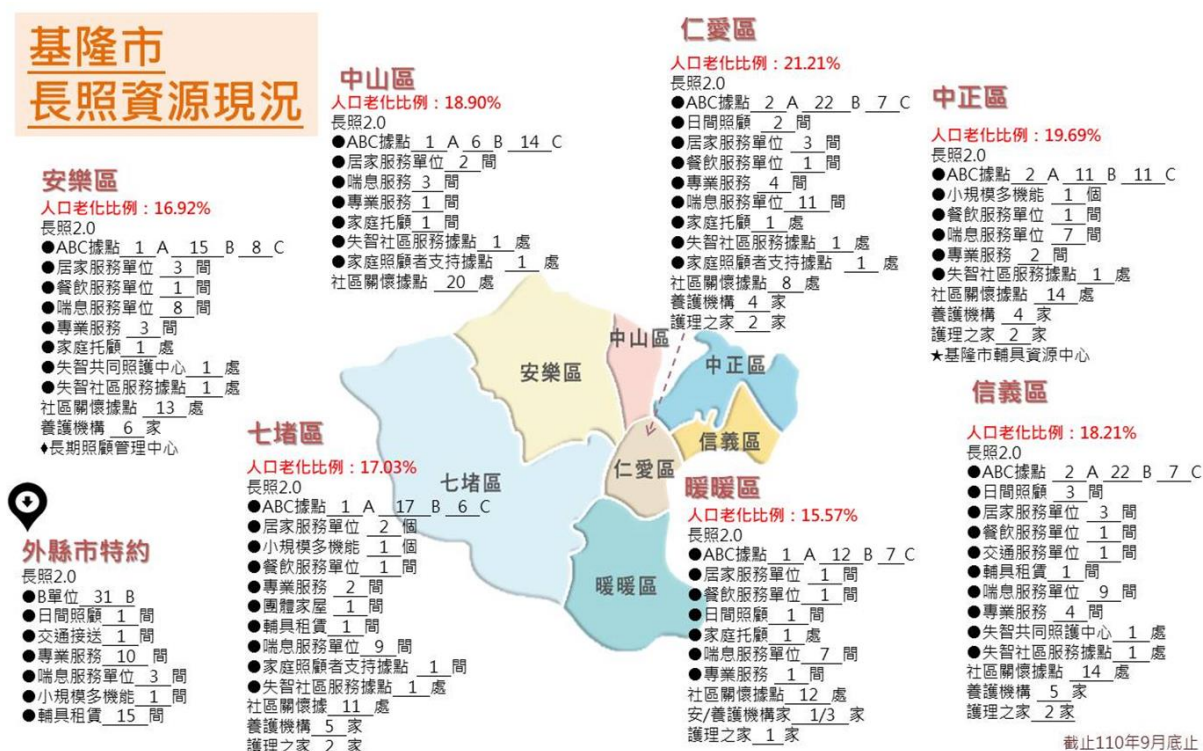 基隆市
長照資源現況
安樂區
人口老化比例：16.92%
長照2.0
●ABC據點 1 A 15 B 8 C
●居家服務單位 3 間
●餐飲服務單位 1 間
●喘息服務單位 8 間
●專業服務 3 間
●家庭托顧 1 處
●失智共同照護中心 1 處
●失智社區服務據點 1 處
社區關懷據點 13 處
養護機構 6 家
♦長期照顧管理中心
外縣市特約
長照2.0
●B單位 31 B
●日間照顧 1 間
●交通接送 1 間
●專業服務 10 間
●喘息服務單位 3 間
●小規模多機能 1 間
●輔具租賃 15 間
中山區
人口老化比例：18.90%
長照2.0
●ABC據點 1 A 6 B 14 C
●居家服務單位 2 間
●喘息服務 3 間
●專業服務 1 間
●家庭托顧 1 間
●失智社區服務據點 1 處
●家庭照顧者支持據點 1 處
社區關懷據點 20 處
七堵區
人口老化比例：17.03%
長照2.0
●ABC據點 1 A 17 B 6 C
●居家服務單位 2 個
●小規模多機能 1 個
●餐飲服務單位 1 間
●專業服務 2 間
●團體家屋 1 間
●輔具租賃 1 間
●喘息服務單位 9 間
●家庭照顧者支持據點 1 間
●失智社區服務據點 1 處
社區關懷據 11 處
養護機構 5 家
護理之家 2 家
仁愛區
人口老化比例：21.21%
長照2.0
●ABC據點 2 A 22 B 7 C
●日間照顧 2 間
●居家服務單位 3 間
●餐飲服務單位 1 間
●專業服務 4 間
●喘息服務單位 11 間
●家庭托顧 1 處
●失智社區服務據點 1 處
●家庭照顧者支持據點 1 處
社區關懷據點 8 處
養護機構 4 家
護理之家 2 家
中正區
人口老化比例：19.69%
長照2.0
●ABC據點 2 A 11 B 11 C
●小規模多機能 1 個
●餐飲服務單位 1 間
●喘息服務單位 7 間
●專業服務 2 間
●失智社區服務據點 1 處
社區關懷據點 14 處
養護機構 4 家
護理之家 2 家
★基隆市輔具資源中心
中山區
安樂區
中正區
信義區
仁愛區
七堵區
暖暖區
暖暖區
人口老化比例：15.57%
長照2.0
●ABC據點 1 A 12 B 7 C
●居家服務單位 1 間
●餐飲服務單位 1 間
●日間照顧 1 間
●家庭托顧 1 處
●喘息服務單位 7 間
●專業服務 1 間
社區關懷據點 12 處
安/養護機構家 1/3 家
護理之家 1 家
信義區
人口老化比例：18.21%
長照2.0
●ABC據點 2 A 22 B 7 C
●日間照顧 3 間
●居家服務單位 3 間
●餐飲服務單位 1 間
●交通服務單位 1 間
●輔具租賃 1 間
●喘息服務單位 9 間
●專業服務 4 間
●失智共同照護中心 1 處
●失智社區服務據點 1 處
社區關懷據點 14 處
養護機構 5 家
護理之家 2 家
截止110年9月底止